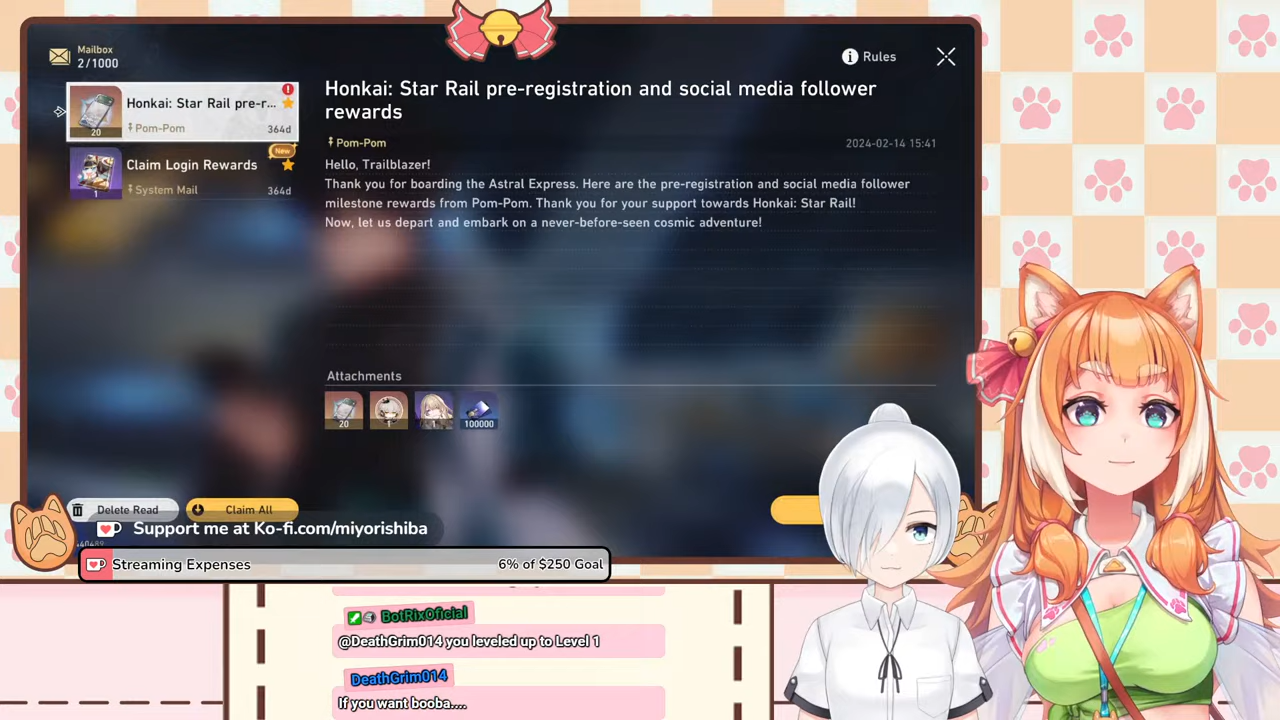 Mailbox
2/1000
Rules
Honkai: Star Rail pre-r...
20
Pom-Pom
364d
New
Claim Login Rewards
1
System Mail
364d
Honkai: Star Rail pre-registration and social media follower
rewards
Pom-Pom
2024-02-14 15:41
Hello, Trailblazer!
Thank you for boarding the Astral Express. Here are the pre-registration and social media follower
milestone rewards from Pom-Pom. Thank you for your support towards Honkai: Star Rail!
Now, let us depart and embark on a never-before-seen cosmic adventure!
Attachments
20
1
1
100000
Delete Read
Claim All
Support me at Ko-fi.com/miyorishiba
Streaming Expenses
6% of $250 Goal
BotRixOficial
@DeathGrim014 you leveled up to Level 1
DeathGrim014
If you want booba....